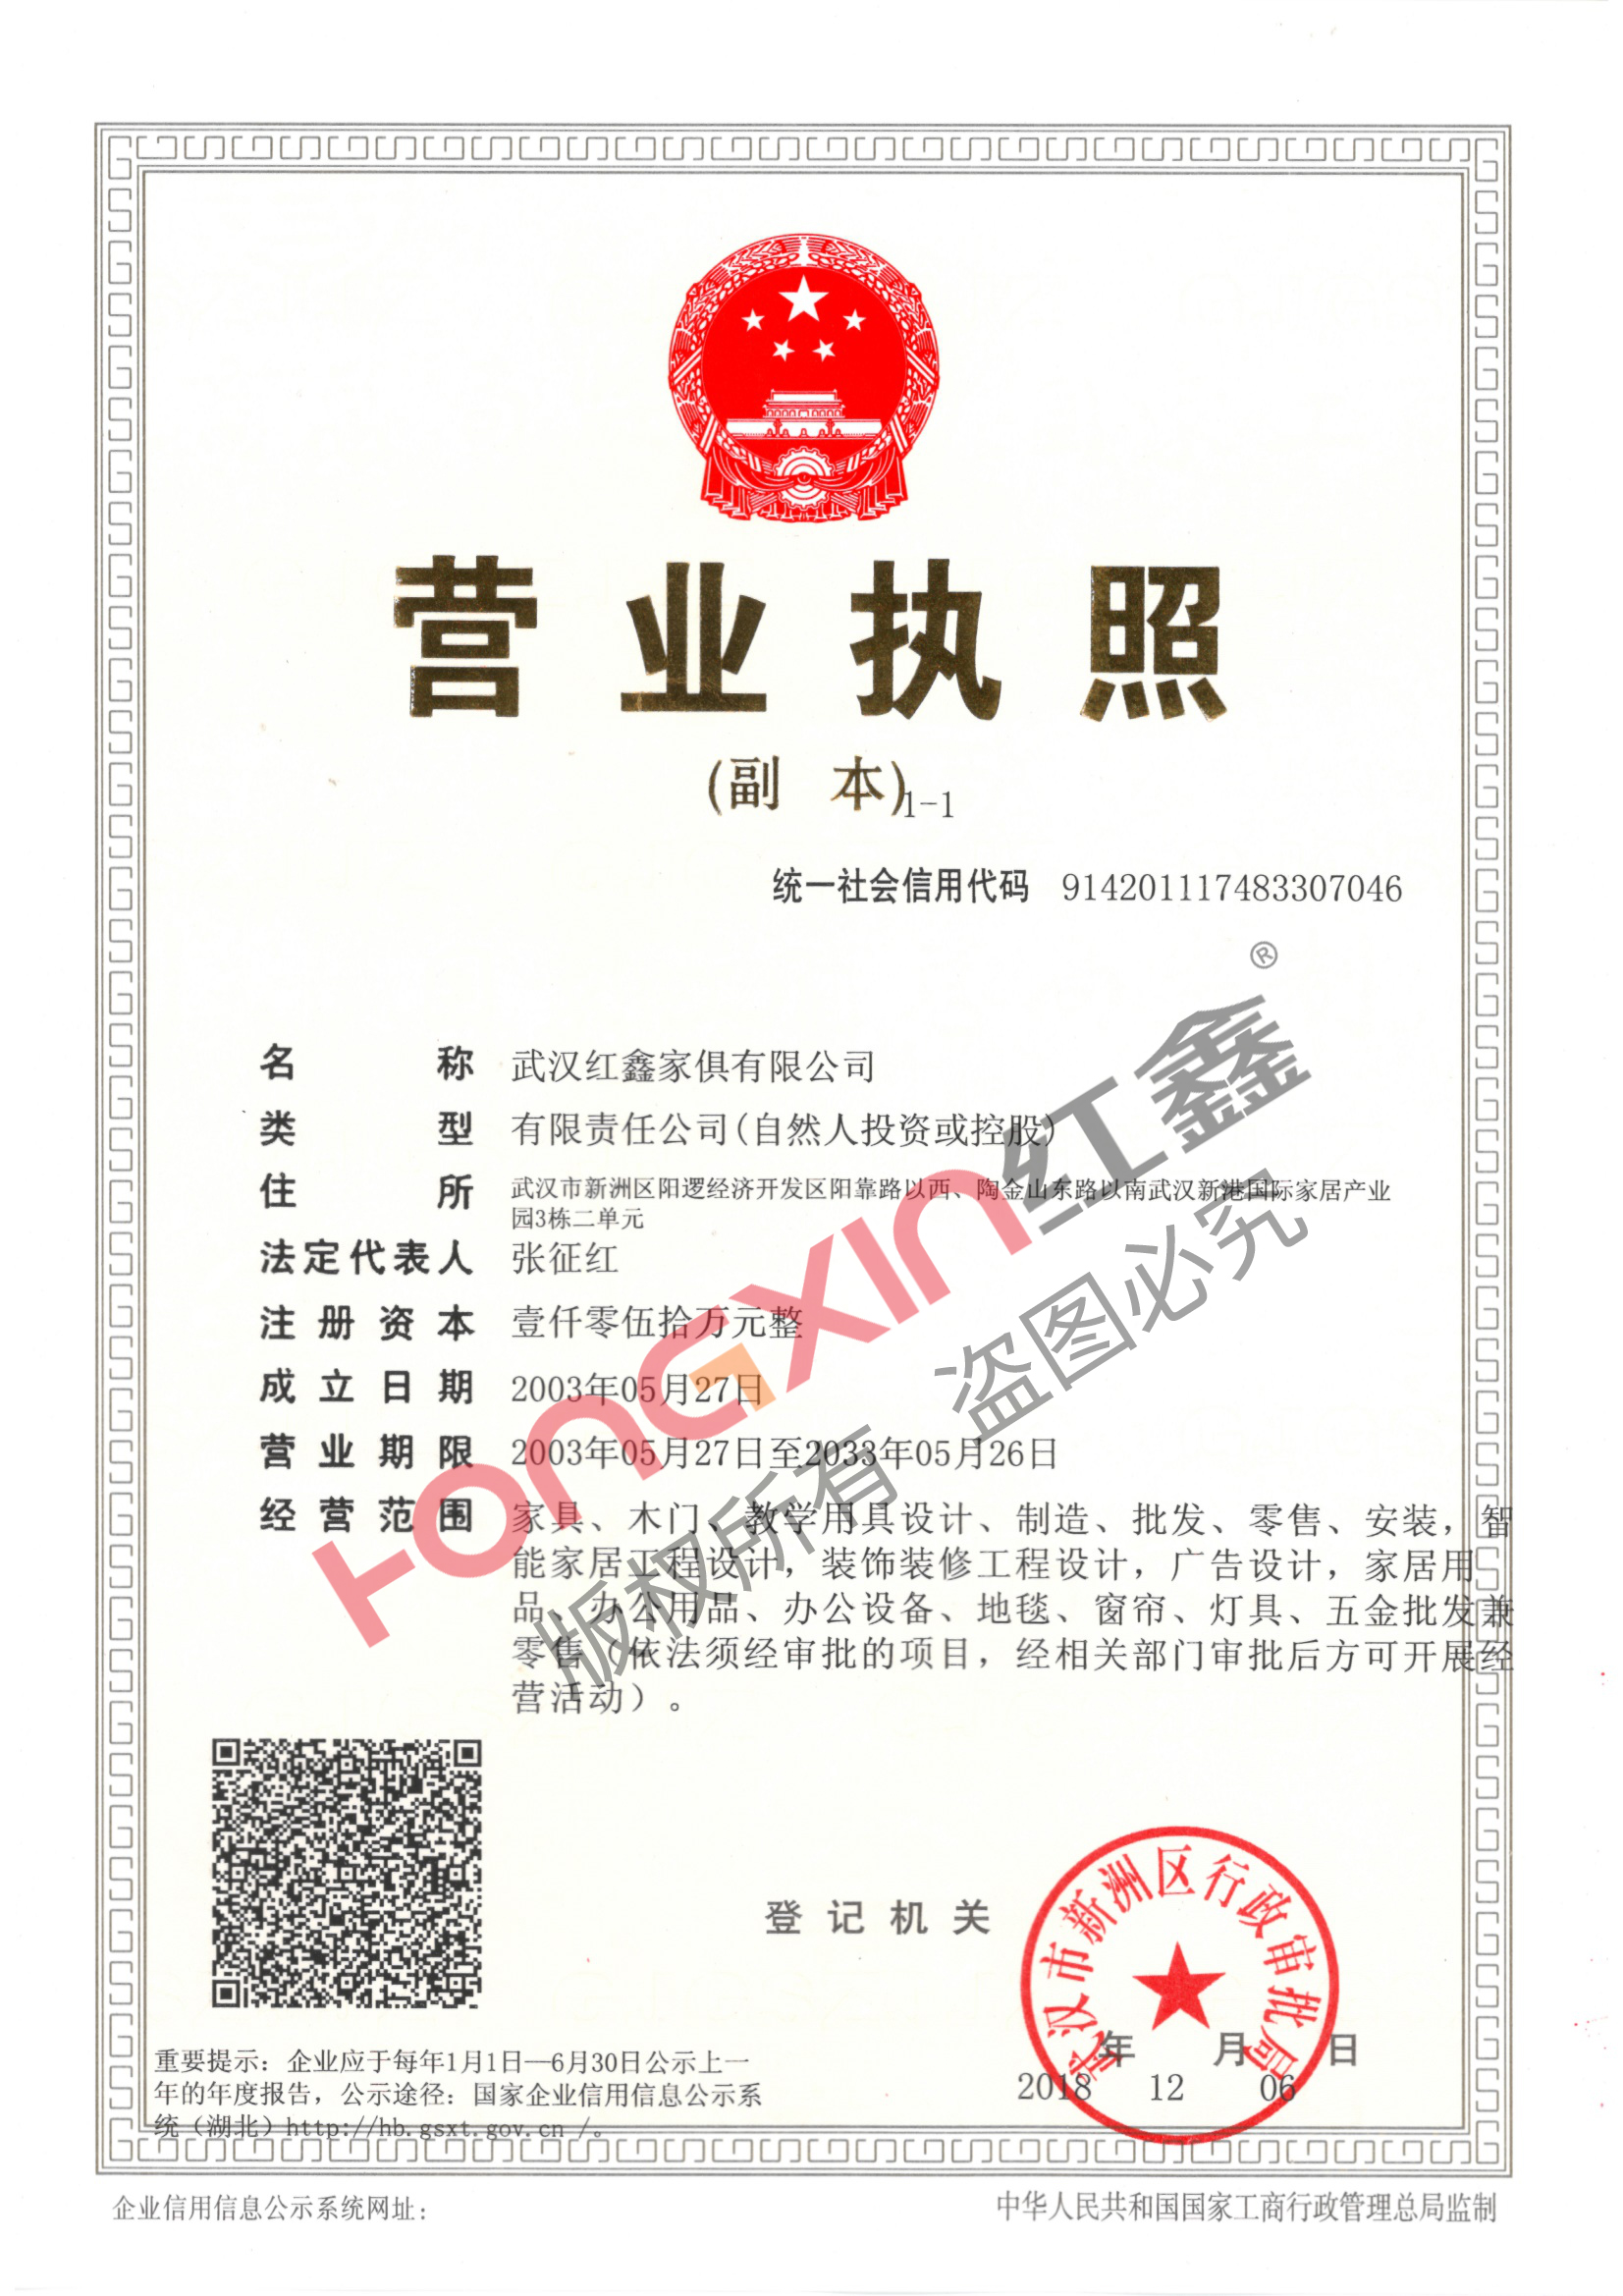 营业执照
(副 本)1-1
统一社会信用代码 914201117483307046
名称 武汉红鑫家俱有限公司
类型 有限责任公司(自然人投资或控股)
住所 武汉市新洲区阳逻经济开发区阳靠路以西、陶金山东路以南武汉新港国际家居产业
园3栋二单元
法定代表人 张征红
注册资本 壹仟零伍拾万元整
成立日期 2003年05月27日
营业期限 2003年05月27日至2033年05月26日
经营范围 家具、木门、教学用具设计、制造、批发、零售、安装，智
能家居工程设计，装饰装修工程设计，广告设计，家居用
品、办公用品、办公设备、地毯、窗帘、灯具、五金批发兼
零售（依法须经审批的项目，经相关部门审批后方可开展经
营活动）。
HONGXIN红鑫®
版权所有 盗图必究
登记机关
武汉市新洲区行政审批局
年 月 日
2018 12 06
重要提示：企业应于每年1月1日—6月30日公示上一
年的年度报告，公示途径：国家企业信用信息公示系
统（湖北）http://hb.gsxt.gov.cn /。
企业信用信息公示系统网址：
中华人民共和国国家工商行政管理总局监制